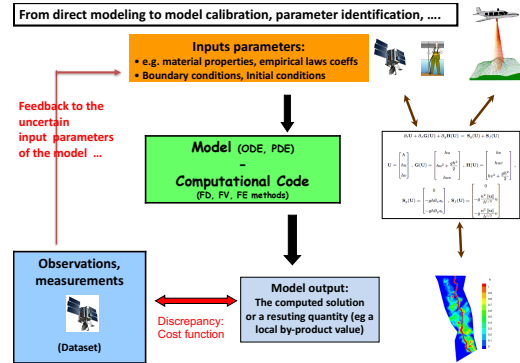 From direct modeling to model calibration, parameter identification, ....
Inputs parameters:
• e.g. material properties, empirical laws coeffs
• Boundary conditions, Initial conditions
Feedback to the
uncertain
input parameters
of the model ...
Model (ODE, PDE)
–
Computational Code
(FD, FV, FE methods)
Observations,
measurements
(Dataset)
Discrepancy:
Cost function
Model output:
The computed solution
or a resuting quantity (eg a
local by-product value)